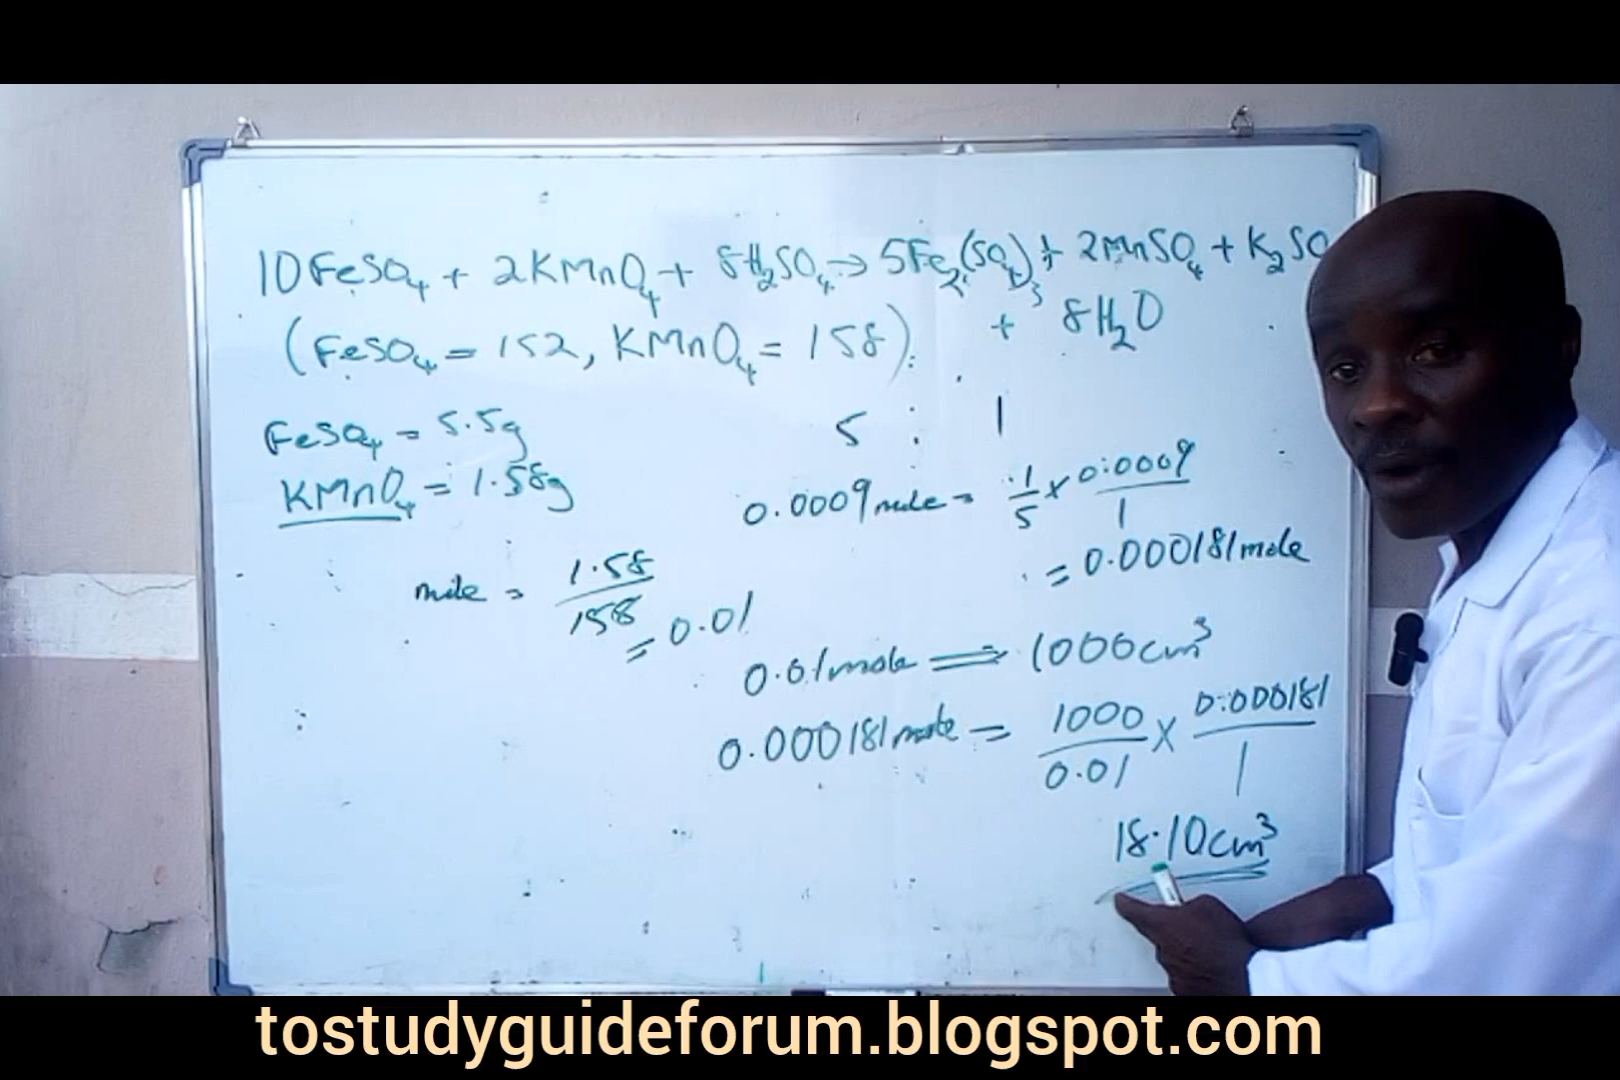 10FeSO₄ + 2KMnO₄ + 8H₂SO₄ → 5Fe₂(SO₄)₃ + 2MnSO₄ + K₂SO
+ 8H₂O
(FeSO₄ = 152, KMnO₄ = 158).
FeSO₄ = 5.5g
KMnO₄ = 1.58g
mole = 1.58/158
= 0.01
5 : 1
0.0009 mole = 1/5 × 0.0009/1
= 0.000181 mole
0.01 mole ⇒ 1000cm³
0.000181 mole = 1000/0.01 × 0.000181/1
18.10cm³
tostudyguideforum.blogspot.com